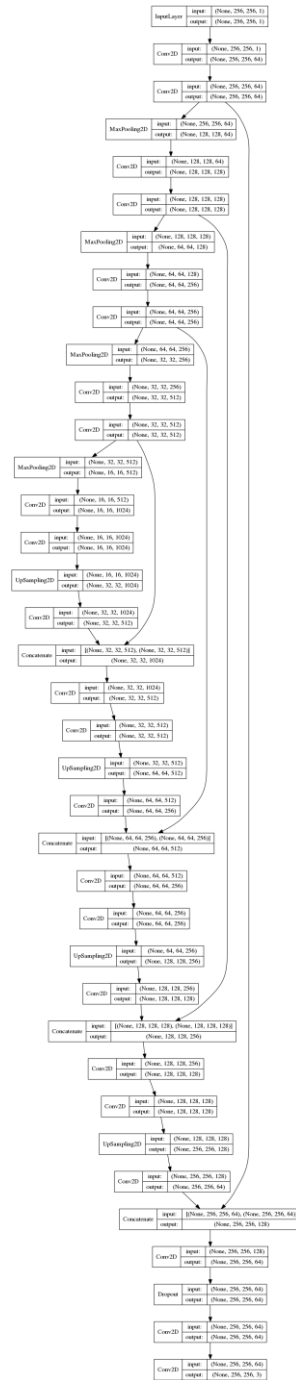 InputLayer input: (None, 256, 256, 1)
output: (None, 256, 256, 1)
Conv2D input: (None, 256, 256, 1)
output: (None, 256, 256, 64)
Conv2D input: (None, 256, 256, 64)
output: (None, 256, 256, 64)
MaxPooling2D input: (None, 256, 256, 64)
output: (None, 128, 128, 64)
Conv2D input: (None, 128, 128, 64)
output: (None, 128, 128, 128)
Conv2D input: (None, 128, 128, 128)
output: (None, 128, 128, 128)
MaxPooling2D input: (None, 128, 128, 128)
output: (None, 64, 64, 128)
Conv2D input: (None, 64, 64, 128)
output: (None, 64, 64, 256)
Conv2D input: (None, 64, 64, 256)
output: (None, 64, 64, 256)
MaxPooling2D input: (None, 64, 64, 256)
output: (None, 32, 32, 256)
Conv2D input: (None, 32, 32, 256)
output: (None, 32, 32, 512)
Conv2D input: (None, 32, 32, 512)
output: (None, 32, 32, 512)
MaxPooling2D input: (None, 32, 32, 512)
output: (None, 16, 16, 512)
Conv2D input: (None, 16, 16, 512)
output: (None, 16, 16, 1024)
Conv2D input: (None, 16, 16, 1024)
output: (None, 16, 16, 1024)
UpSampling2D input: (None, 16, 16, 1024)
output: (None, 32, 32, 1024)
Conv2D input: (None, 32, 32, 1024)
output: (None, 32, 32, 512)
Concatenate input: [(None, 32, 32, 512), (None, 32, 32, 512)]
output: (None, 32, 32, 1024)
Conv2D input: (None, 32, 32, 1024)
output: (None, 32, 32, 512)
Conv2D input: (None, 32, 32, 512)
output: (None, 32, 32, 512)
UpSampling2D input: (None, 32, 32, 512)
output: (None, 64, 64, 512)
Conv2D input: (None, 64, 64, 512)
output: (None, 64, 64, 256)
Concatenate input: [(None, 64, 64, 256), (None, 64, 64, 256)]
output: (None, 64, 64, 512)
Conv2D input: (None, 64, 64, 512)
output: (None, 64, 64, 256)
Conv2D input: (None, 64, 64, 256)
output: (None, 64, 64, 256)
UpSampling2D input: (None, 64, 64, 256)
output: (None, 128, 128, 256)
Conv2D input: (None, 128, 128, 256)
output: (None, 128, 128, 128)
Concatenate input: [(None, 128, 128, 128), (None, 128, 128, 128)]
output: (None, 128, 128, 256)
Conv2D input: (None, 128, 128, 256)
output: (None, 128, 128, 128)
Conv2D input: (None, 128, 128, 128)
output: (None, 128, 128, 128)
UpSampling2D input: (None, 128, 128, 128)
output: (None, 256, 256, 128)
Conv2D input: (None, 256, 256, 128)
output: (None, 256, 256, 64)
Concatenate input: [(None, 256, 256, 64), (None, 256, 256, 64)]
output: (None, 256, 256, 128)
Conv2D input: (None, 256, 256, 128)
output: (None, 256, 256, 64)
Dropout input: (None, 256, 256, 64)
output: (None, 256, 256, 64)
Conv2D input: (None, 256, 256, 64)
output: (None, 256, 256, 64)
Conv2D input: (None, 256, 256, 64)
output: (None, 256, 256, 3)